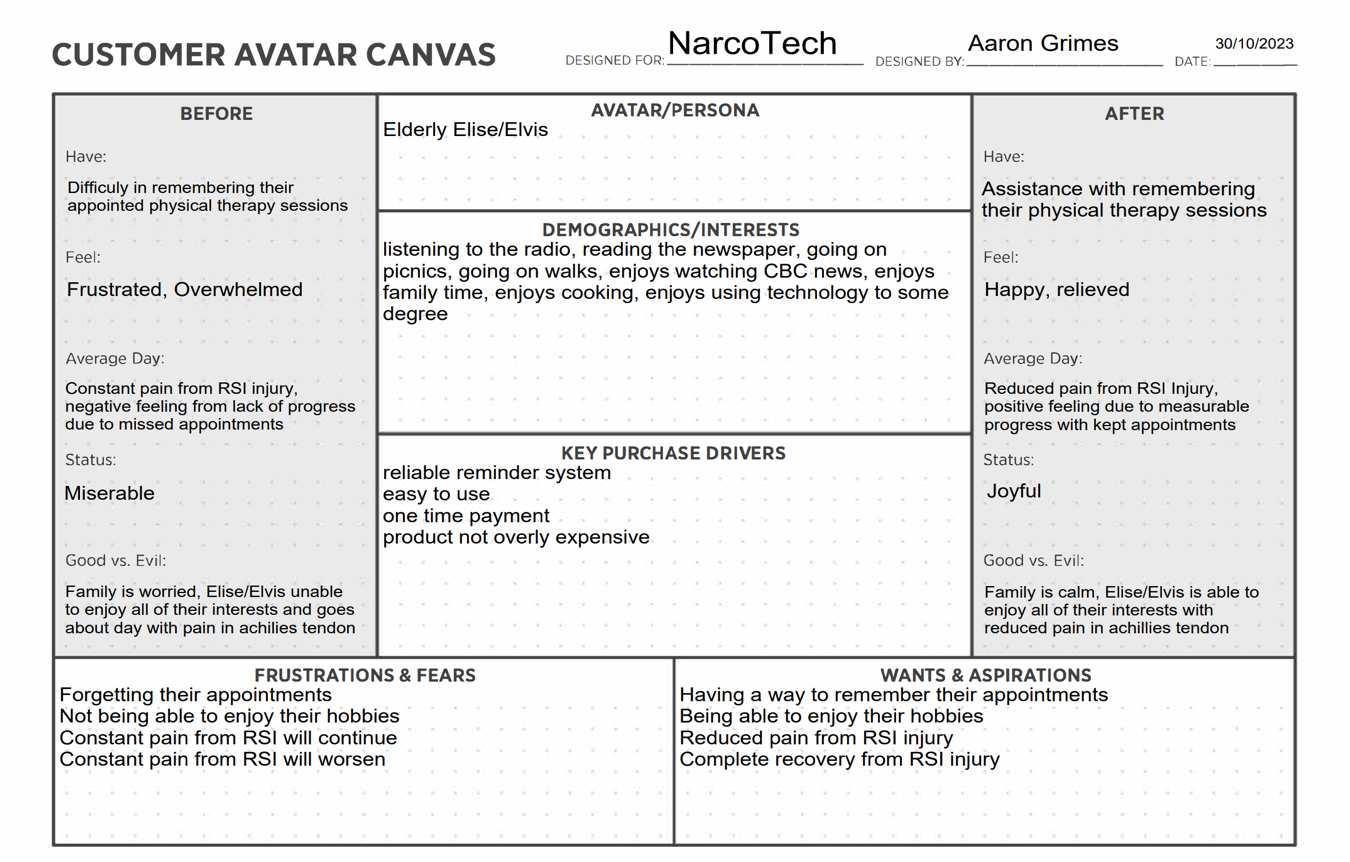 CUSTOMER AVATAR CANVAS
DESIGNED FOR: NarcoTech
DESIGNED BY: Aaron Grimes
DATE: 30/10/2023
BEFORE
Have:
Difficuly in remembering their
appointed physical therapy sessions
Feel:
Frustrated, Overwhelmed
Average Day:
Constant pain from RSI injury,
negative feeling from lack of progress
due to missed appointments
Status:
Miserable
Good vs. Evil:
Family is worried, Elise/Elvis unable
to enjoy all of their interests and goes
about day with pain in achilies tendon
AVATAR/PERSONA
Elderly Elise/Elvis
DEMOGRAPHICS/INTERESTS
listening to the radio, reading the newspaper, going on
picnics, going on walks, enjoys watching CBC news, enjoys
family time, enjoys cooking, enjoys using technology to some
degree
KEY PURCHASE DRIVERS
reliable reminder system
easy to use
one time payment
product not overly expensive
AFTER
Have:
Assistance with remembering
their physical therapy sessions
Feel:
Happy, relieved
Average Day:
Reduced pain from RSI Injury,
positive feeling due to measurable
progress with kept appointments
Status:
Joyful
Good vs. Evil:
Family is calm, Elise/Elvis is able to
enjoy all of their interests with
reduced pain in achillies tendon
FRUSTRATIONS & FEARS
Forgetting their appointments
Not being able to enjoy their hobbies
Constant pain from RSI will continue
Constant pain from RSI will worsen
WANTS & ASPIRATIONS
Having a way to remember their appointments
Being able to enjoy their hobbies
Reduced pain from RSI injury
Complete recovery from RSI injury